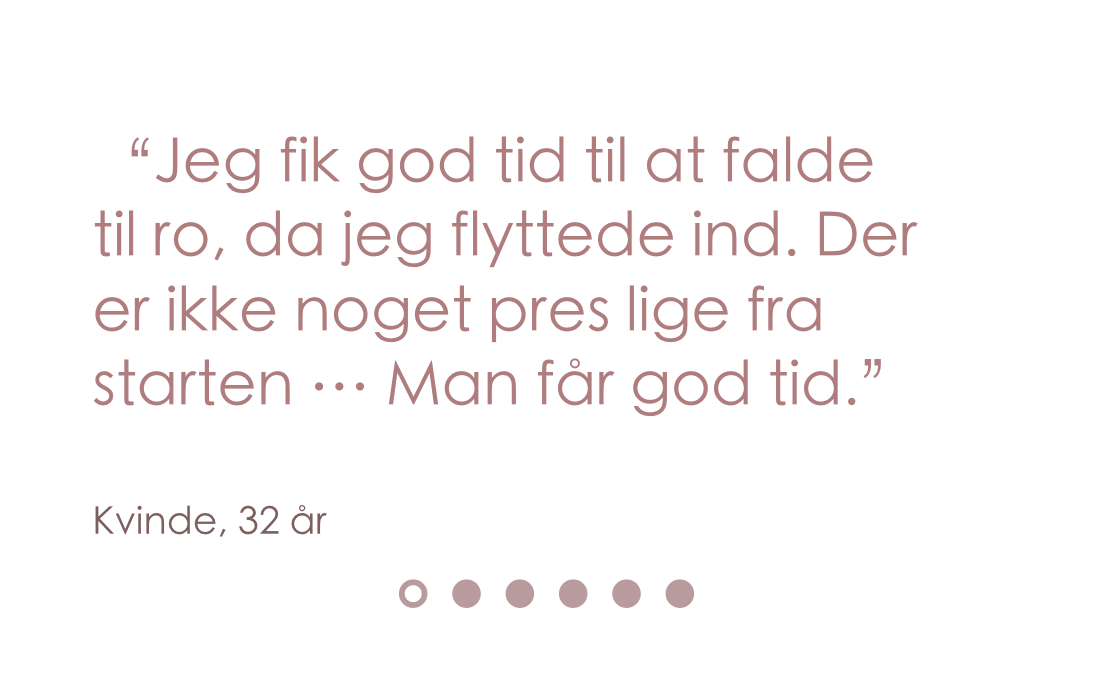 “Jeg fik god tid til at falde
til ro, da jeg flyttede ind. Der
er ikke noget pres lige fra
starten ··· Man får god tid.”
Kvinde, 32 år